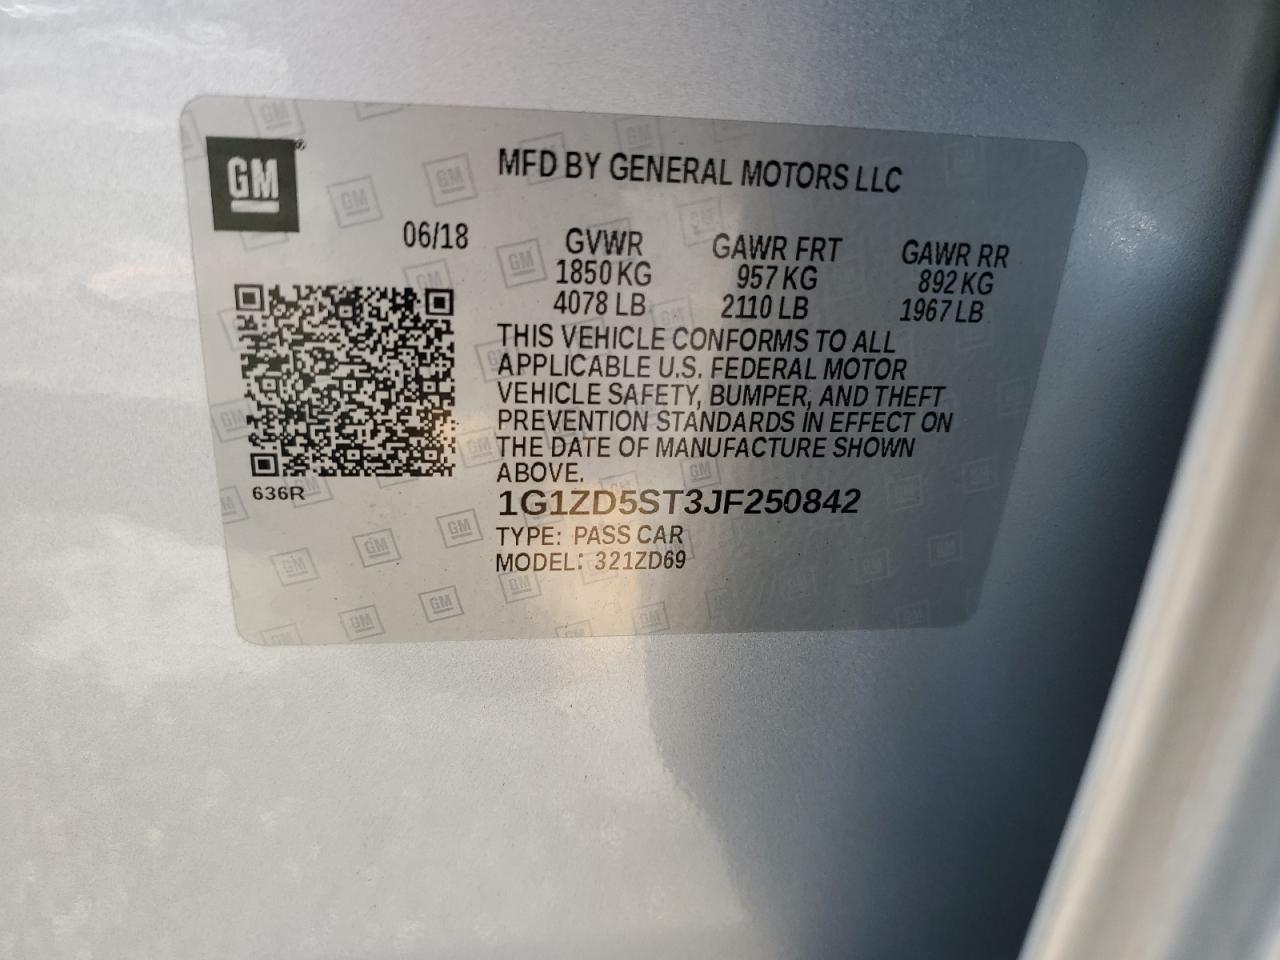 GM
MFD BY GENERAL MOTORS LLC
06/18
GVWR GAWR FRT GAWR RR
1850 KG 957 KG 892 KG
4078 LB 2110 LB 1967 LB
THIS VEHICLE CONFORMS TO ALL
APPLICABLE U.S. FEDERAL MOTOR
VEHICLE SAFETY, BUMPER, AND THEFT
PREVENTION STANDARDS IN EFFECT ON
THE DATE OF MANUFACTURE SHOWN
ABOVE.
636R
1G1ZD5ST3JF250842
TYPE: PASS CAR
MODEL: 321ZD69